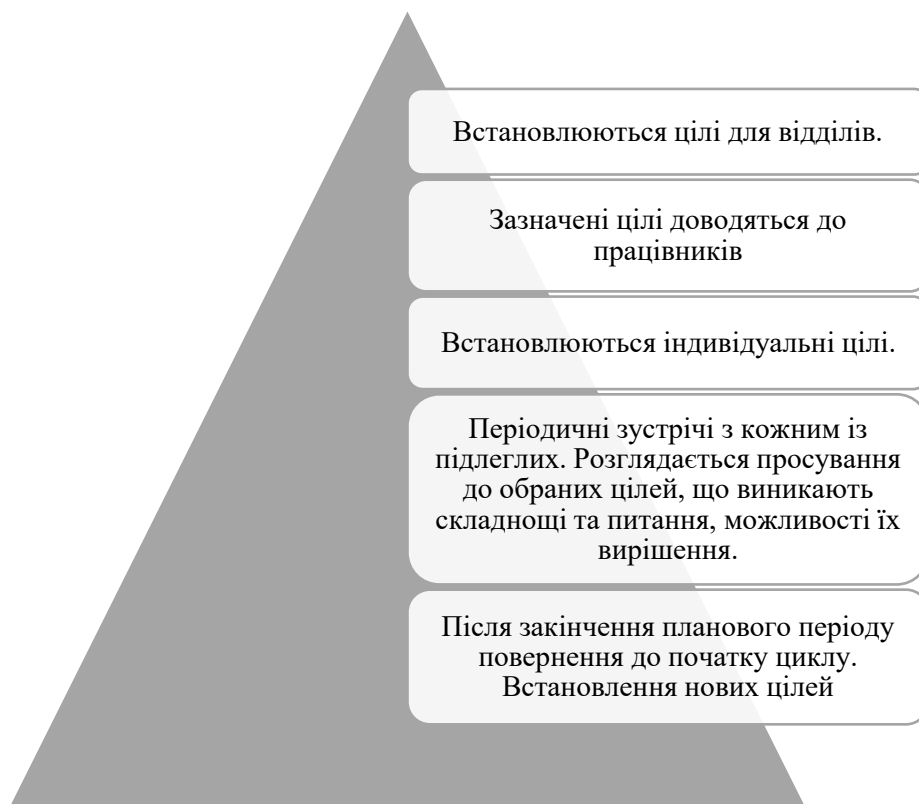 Встановлюються цілі для відділів.
Зазначені цілі доводяться до
працівників
Встановлюються індивідуальні цілі.
Періодичні зустрічі з кожним із
підлеглих. Розглядається просування
до обраних цілей, що виникають
складнощі та питання, можливості їх
вирішення.
Після закінчення планового періоду
повернення до початку циклу.
Встановлення нових цілей